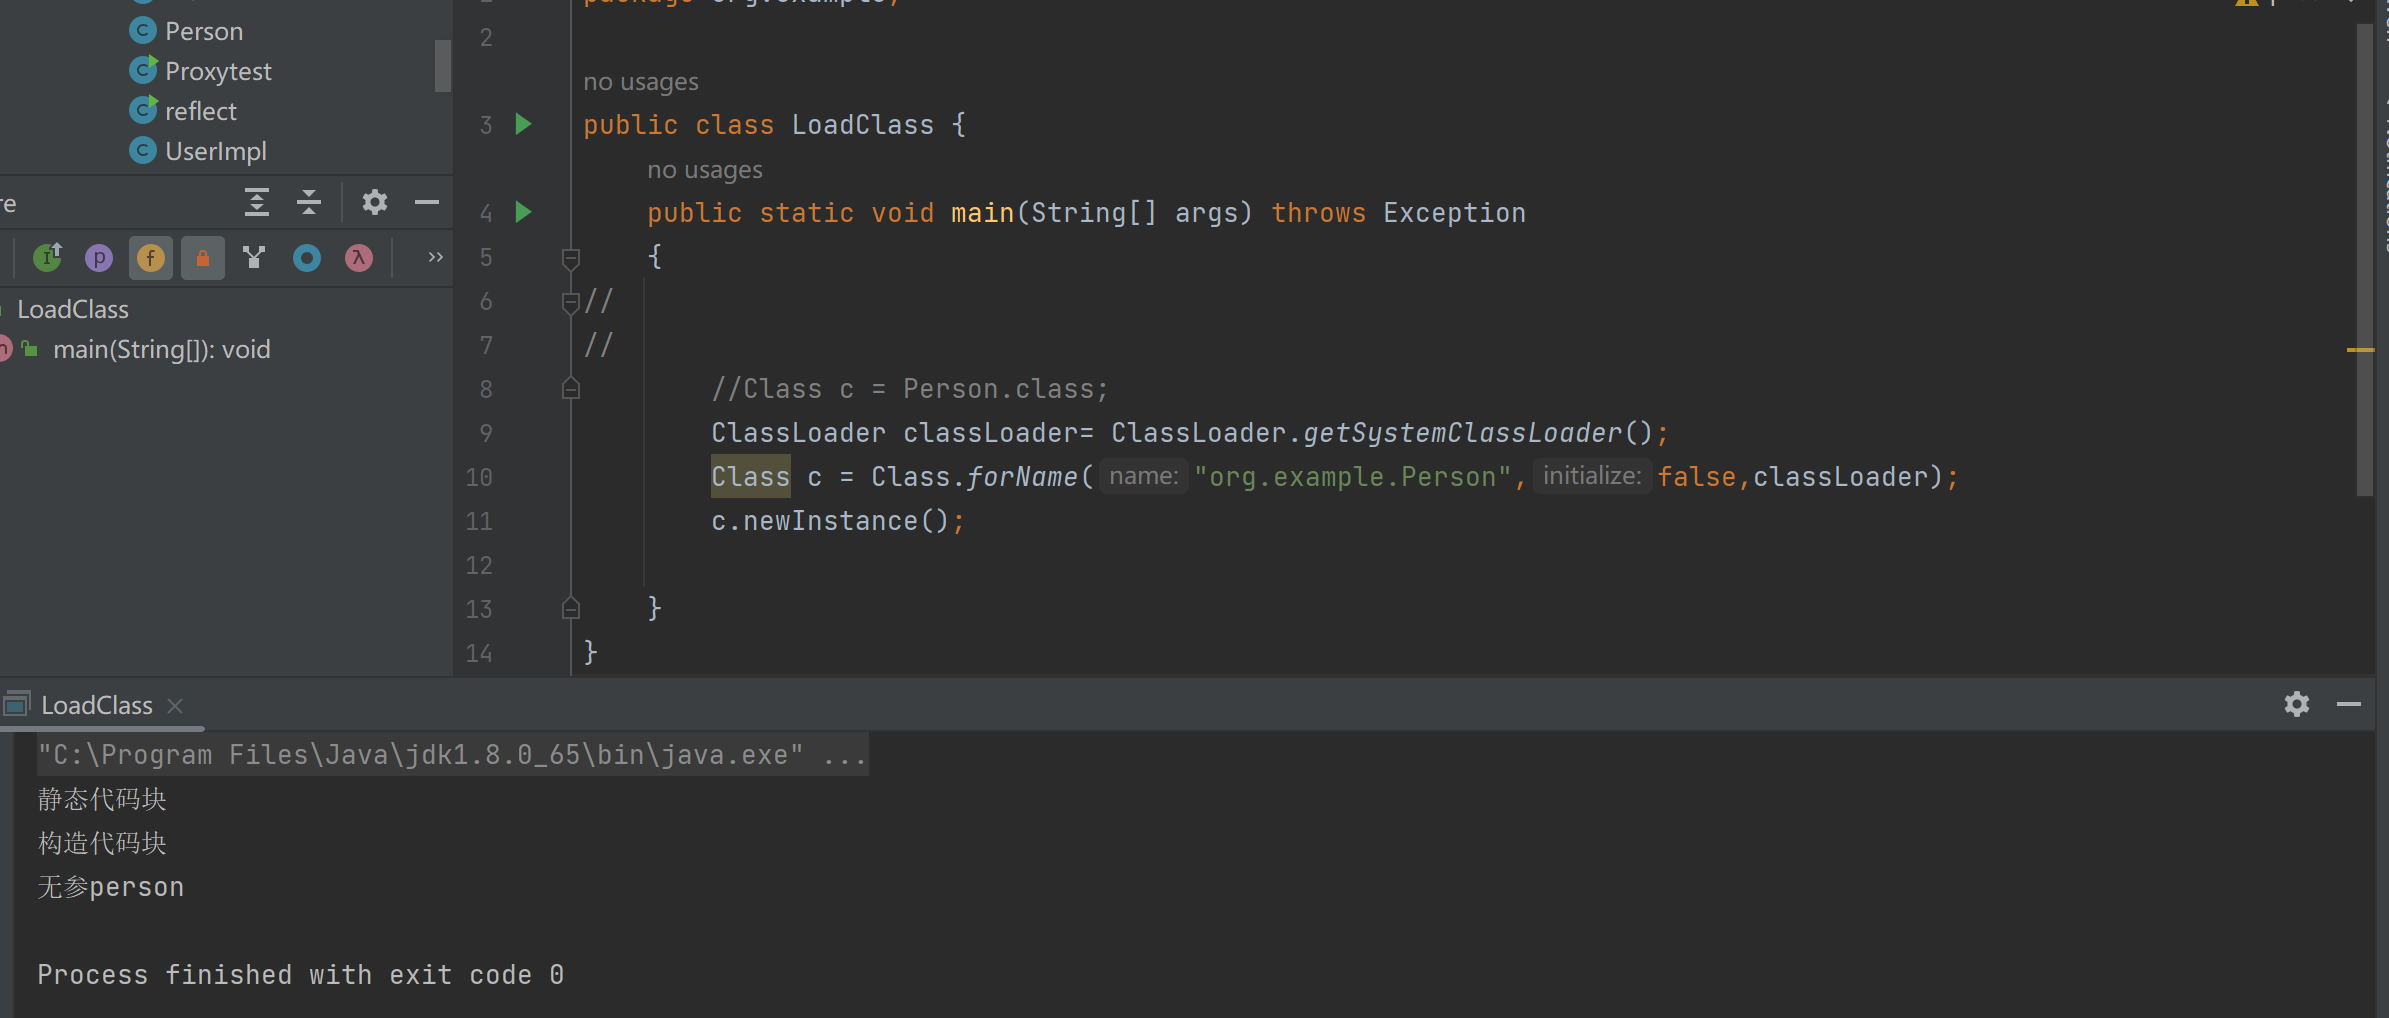 Person
Proxytest
reflect
UserImpl
re
LoadClass
main(String[]): void
2
no usages
3 public class LoadClass {
no usages
4 public static void main(String[] args) throws Exception
5 {
6 //
7 //
8 //Class c = Person.class;
9 ClassLoader classLoader= ClassLoader.getSystemClassLoader();
10 Class c = Class.forName( name: "org.example.Person", initialize: false,classLoader);
11 c.newInstance();
12
13 }
14 }
LoadClass
"C:\Program Files\Java\jdk1.8.0_65\bin\java.exe" ...
静态代码块
构造代码块
无参person
Process finished with exit code 0